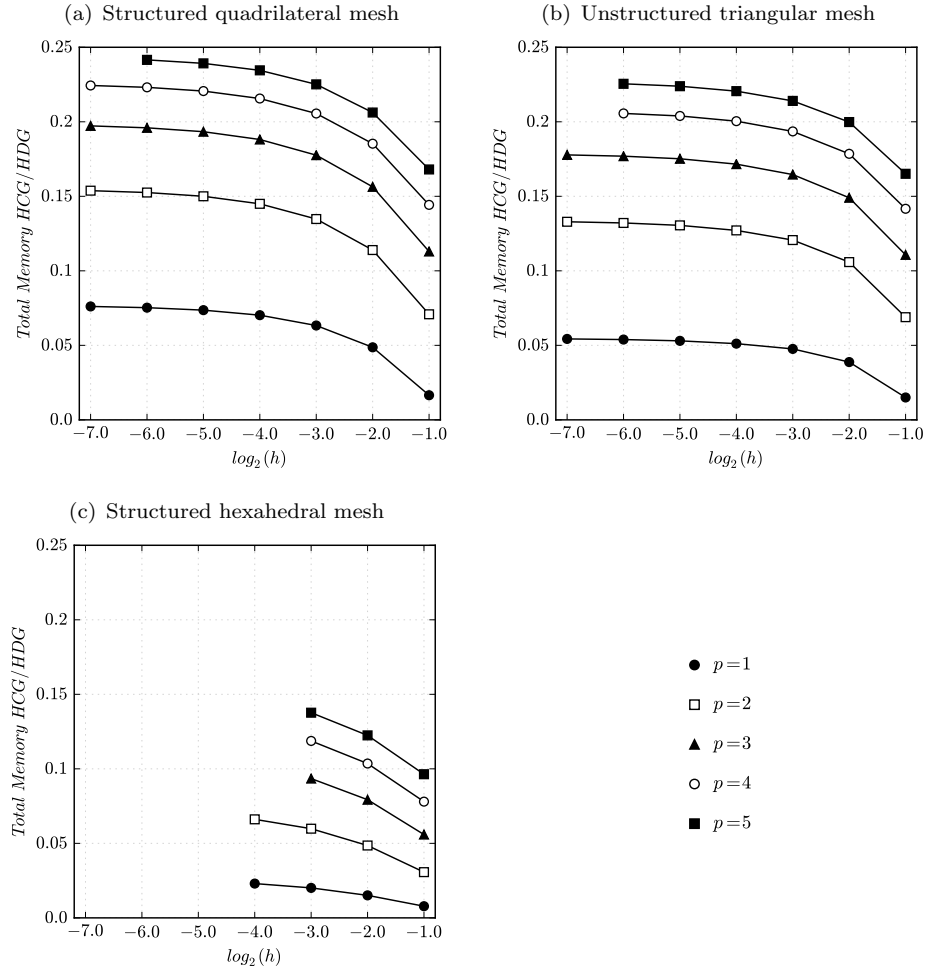 (a) Structured quadrilateral mesh
0.25
0.2
0.15
0.1
0.05
0.0
Total Memory HCG/HDG
−7.0 −6.0 −5.0 −4.0 −3.0 −2.0 −1.0
log₂(h)
(b) Unstructured triangular mesh
0.25
0.2
0.15
0.1
0.05
0.0
Total Memory HCG/HDG
−7.0 −6.0 −5.0 −4.0 −3.0 −2.0 −1.0
log₂(h)
(c) Structured hexahedral mesh
0.25
0.2
0.15
0.1
0.05
0.0
Total Memory HCG/HDG
−7.0 −6.0 −5.0 −4.0 −3.0 −2.0 −1.0
log₂(h)
p=1
p=2
p=3
p=4
p=5